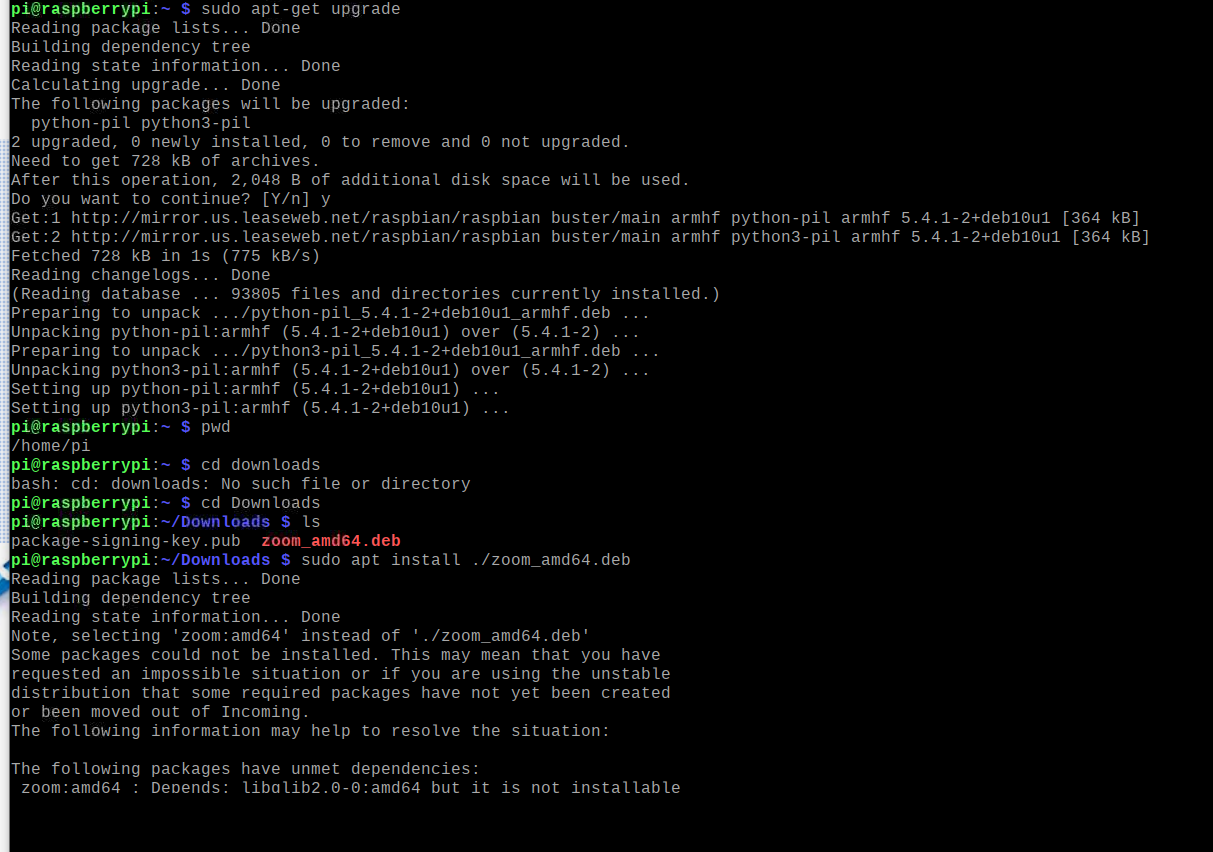 pi@raspberrypi:~ $ sudo apt-get upgrade
Reading package lists... Done
Building dependency tree
Reading state information... Done
Calculating upgrade... Done
The following packages will be upgraded:
  python-pil python3-pil
2 upgraded, 0 newly installed, 0 to remove and 0 not upgraded.
Need to get 728 kB of archives.
After this operation, 2,048 B of additional disk space will be used.
Do you want to continue? [Y/n] y
Get:1 http://mirror.us.leaseweb.net/raspbian/raspbian buster/main armhf python-pil armhf 5.4.1-2+deb10u1 [364 kB]
Get:2 http://mirror.us.leaseweb.net/raspbian/raspbian buster/main armhf python3-pil armhf 5.4.1-2+deb10u1 [364 kB]
Fetched 728 kB in 1s (775 kB/s)
Reading changelogs... Done
(Reading database ... 93805 files and directories currently installed.)
Preparing to unpack .../python-pil_5.4.1-2+deb10u1_armhf.deb ...
Unpacking python-pil:armhf (5.4.1-2+deb10u1) over (5.4.1-2) ...
Preparing to unpack .../python3-pil_5.4.1-2+deb10u1_armhf.deb ...
Unpacking python3-pil:armhf (5.4.1-2+deb10u1) over (5.4.1-2) ...
Setting up python-pil:armhf (5.4.1-2+deb10u1) ...
Setting up python3-pil:armhf (5.4.1-2+deb10u1) ...
pi@raspberrypi:~ $ pwd
/home/pi
pi@raspberrypi:~ $ cd downloads
bash: cd: downloads: No such file or directory
pi@raspberrypi:~ $ cd Downloads
pi@raspberrypi:~/Downloads $ ls
package-signing-key.pub  zoom_amd64.deb
pi@raspberrypi:~/Downloads $ sudo apt install ./zoom_amd64.deb
Reading package lists... Done
Building dependency tree
Reading state information... Done
Note, selecting 'zoom:amd64' instead of './zoom_amd64.deb'
Some packages could not be installed. This may mean that you have
requested an impossible situation or if you are using the unstable
distribution that some required packages have not yet been created
or been moved out of Incoming.
The following information may help to resolve the situation:

The following packages have unmet dependencies:
 zoom:amd64 : Depends: libglib2.0-0:amd64 but it is not installable